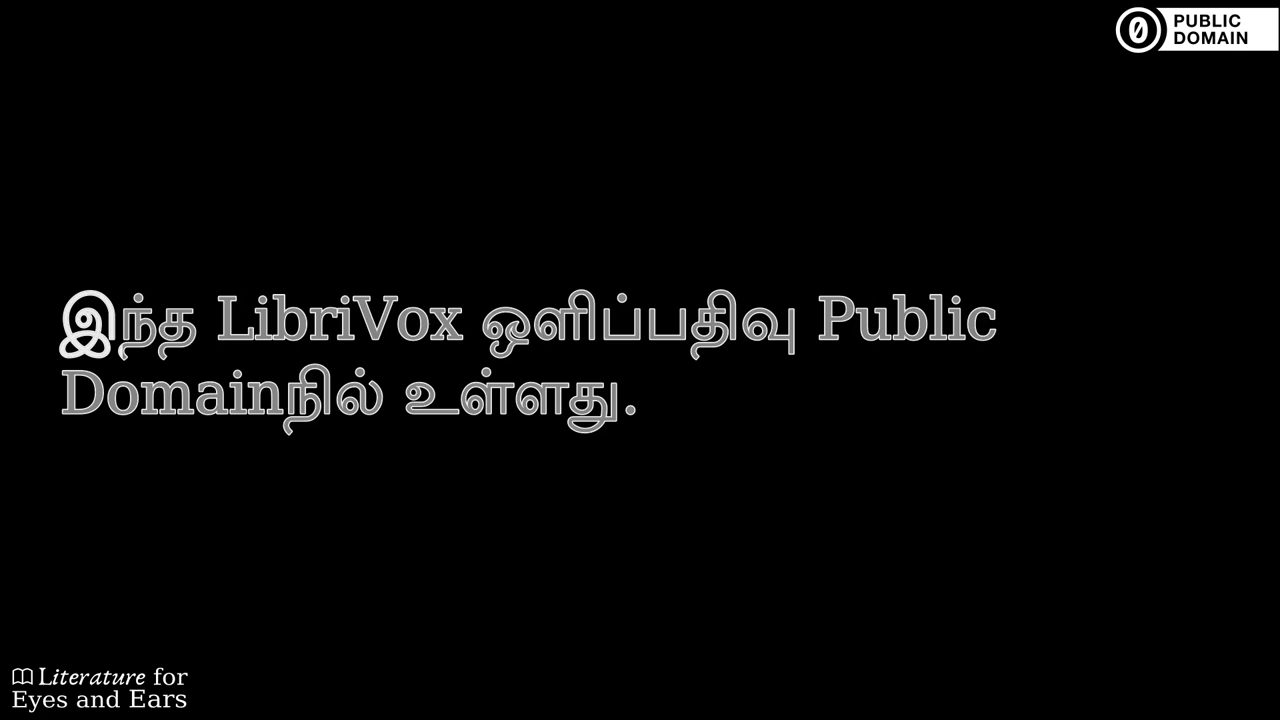 PUBLIC
DOMAIN
இந்த LibriVox ஒளிப்பதிவு Public
Domainநில் உள்ளது.
Literature for
Eyes and Ears